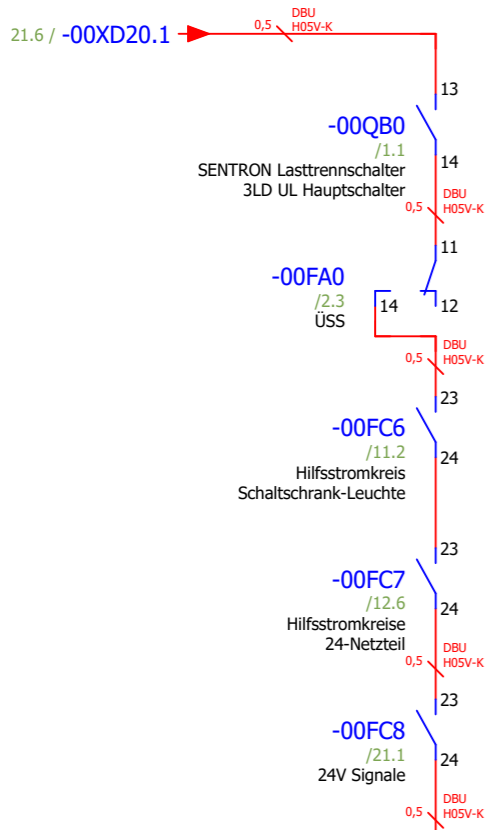 21.6 / -00XD20.1
0,5 DBU
H05V-K
13
-00QB0
/1.1
14
SENTRON Lasttrennschalter
3LD UL Hauptschalter
0,5 DBU
H05V-K
11
-00FA0
/2.3
14 12
ÜSS
0,5 DBU
H05V-K
23
-00FC6
/11.2
24
Hilfsstromkreis
Schaltschrank-Leuchte
23
-00FC7
/12.6
24
Hilfsstromkreise
24-Netzteil
0,5 DBU
H05V-K
23
-00FC8
/21.1
24
24V Signale
0,5 DBU
H05V-K